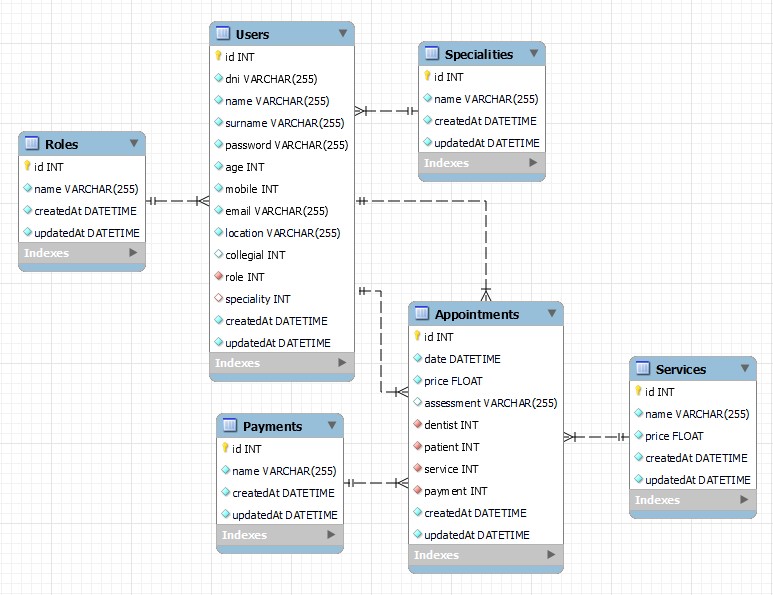 Users
id INT
dni VARCHAR(255)
name VARCHAR(255)
surname VARCHAR(255)
password VARCHAR(255)
age INT
mobile INT
email VARCHAR(255)
location VARCHAR(255)
collegial INT
role INT
speciality INT
createdAt DATETIME
updatedAt DATETIME
Indexes
Specialities
id INT
name VARCHAR(255)
createdAt DATETIME
updatedAt DATETIME
Indexes
Roles
id INT
name VARCHAR(255)
createdAt DATETIME
updatedAt DATETIME
Indexes
Appointments
id INT
date DATETIME
price FLOAT
assessment VARCHAR(255)
dentist INT
patient INT
service INT
payment INT
createdAt DATETIME
updatedAt DATETIME
Indexes
Services
id INT
name VARCHAR(255)
price FLOAT
createdAt DATETIME
updatedAt DATETIME
Indexes
Payments
id INT
name VARCHAR(255)
createdAt DATETIME
updatedAt DATETIME
Indexes